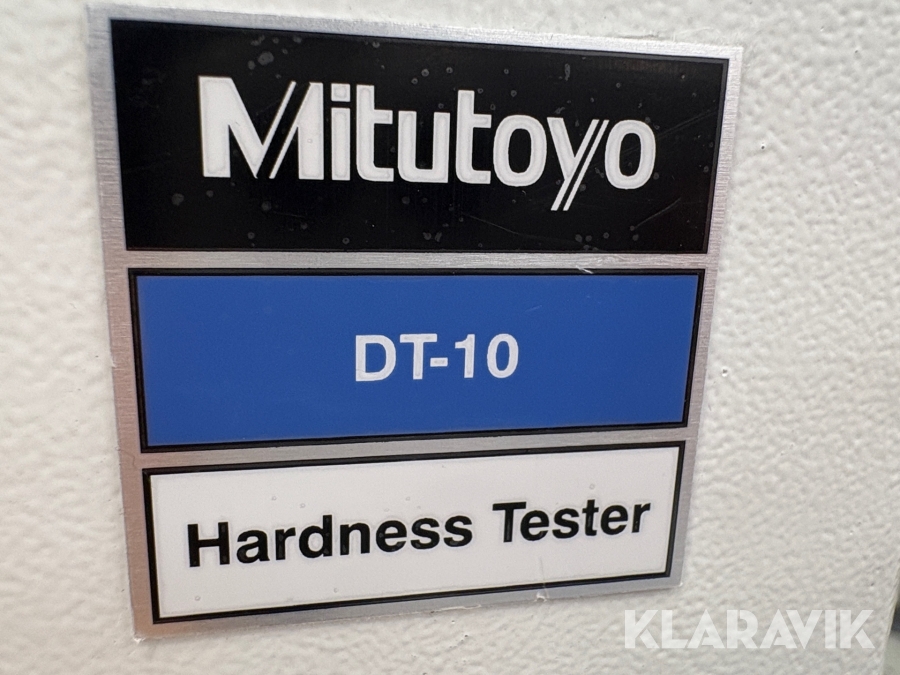 Mitutoyo
DT-10
Hardness Tester
KLARAVIK